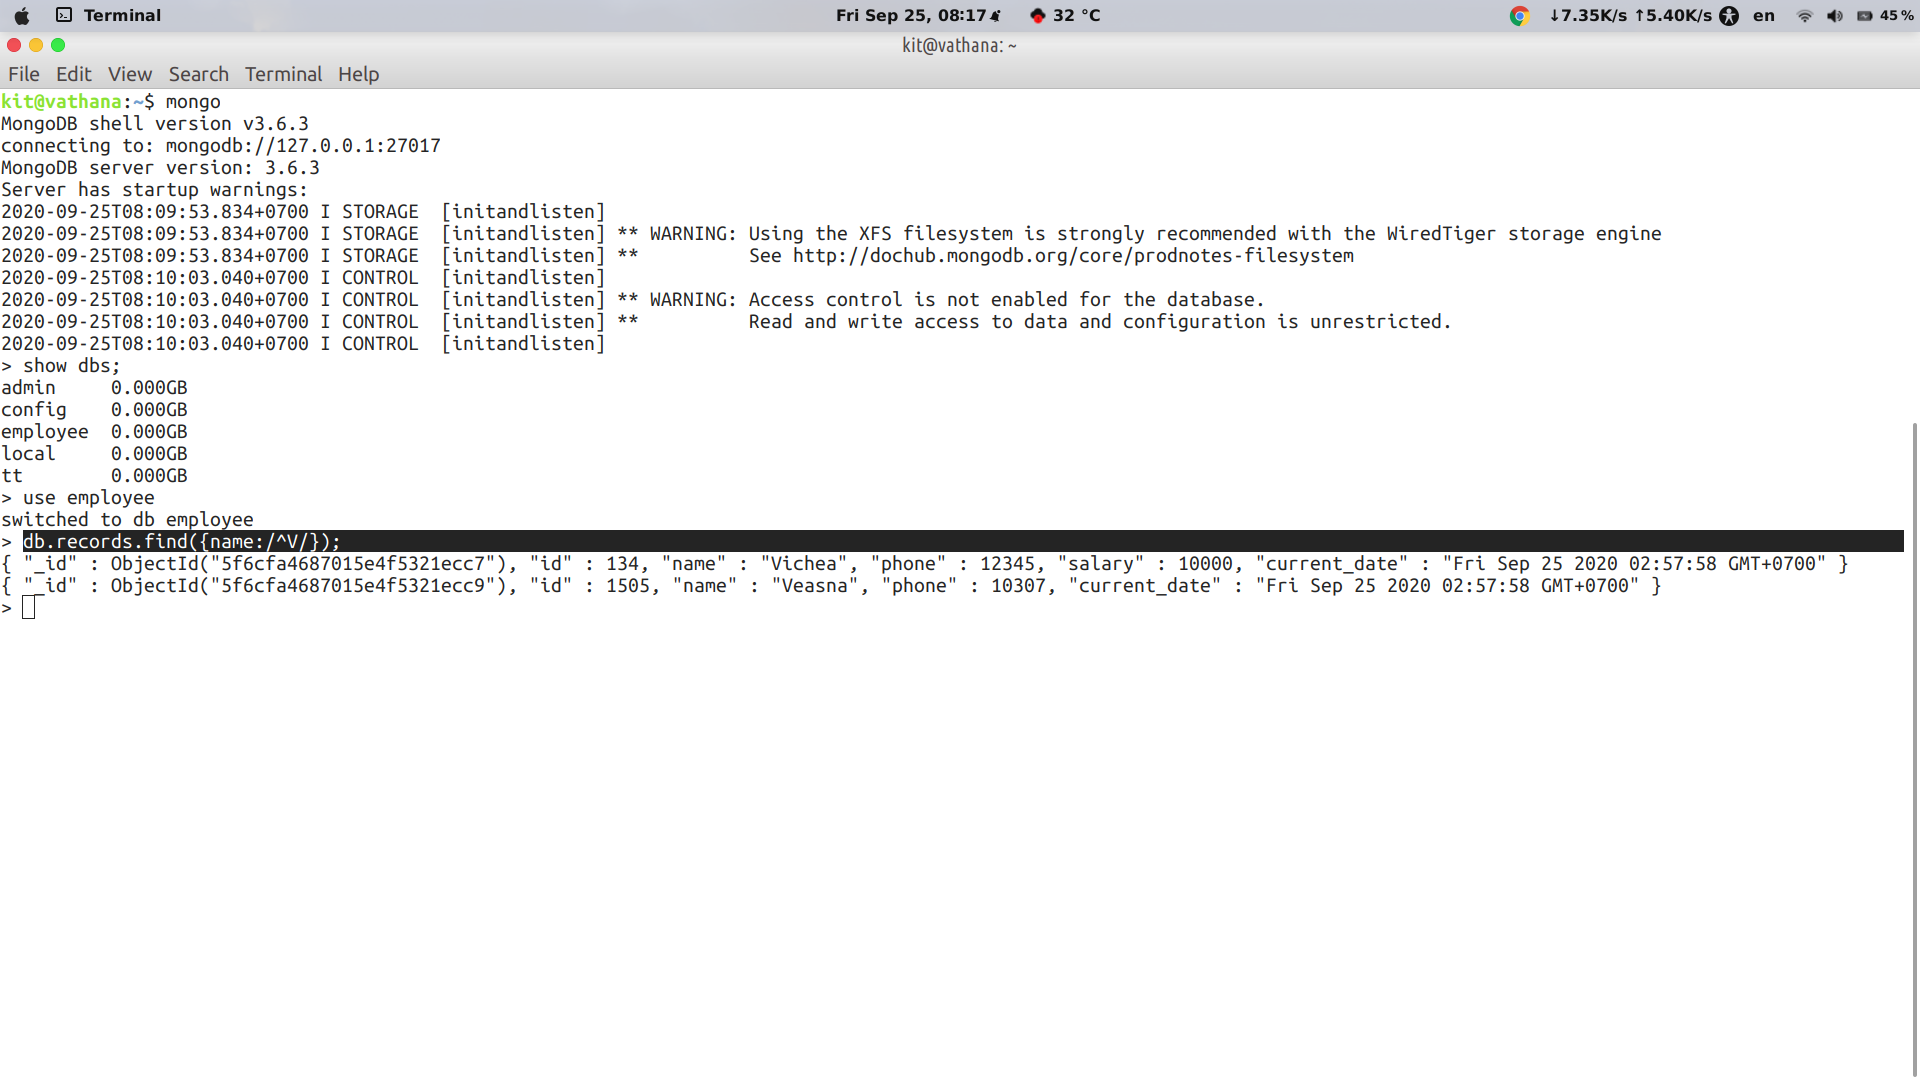 Terminal
Fri Sep 25, 08:17
32 °C
↓7.35K/s ↑5.40K/s
en
45%
kit@vathana: ~
File Edit View Search Terminal Help
kit@vathana:~$ mongo
MongoDB shell version v3.6.3
connecting to: mongodb://127.0.0.1:27017
MongoDB server version: 3.6.3
Server has startup warnings:
2020-09-25T08:09:53.834+0700 I STORAGE  [initandlisten]
2020-09-25T08:09:53.834+0700 I STORAGE  [initandlisten] ** WARNING: Using the XFS filesystem is strongly recommended with the WiredTiger storage engine
2020-09-25T08:09:53.834+0700 I STORAGE  [initandlisten] **          See http://dochub.mongodb.org/core/prodnotes-filesystem
2020-09-25T08:10:03.040+0700 I CONTROL  [initandlisten]
2020-09-25T08:10:03.040+0700 I CONTROL  [initandlisten] ** WARNING: Access control is not enabled for the database.
2020-09-25T08:10:03.040+0700 I CONTROL  [initandlisten] **          Read and write access to data and configuration is unrestricted.
2020-09-25T08:10:03.040+0700 I CONTROL  [initandlisten]
> show dbs;
admin     0.000GB
config    0.000GB
employee  0.000GB
local     0.000GB
tt        0.000GB
> use employee
switched to db employee
> db.records.find({name:/^V/});
{ "_id" : ObjectId("5f6cfa4687015e4f5321ecc7"), "id" : 134, "name" : "Vichea", "phone" : 12345, "salary" : 10000, "current_date" : "Fri Sep 25 2020 02:57:58 GMT+0700" }
{ "_id" : ObjectId("5f6cfa4687015e4f5321ecc9"), "id" : 1505, "name" : "Veasna", "phone" : 10307, "current_date" : "Fri Sep 25 2020 02:57:58 GMT+0700" }
>